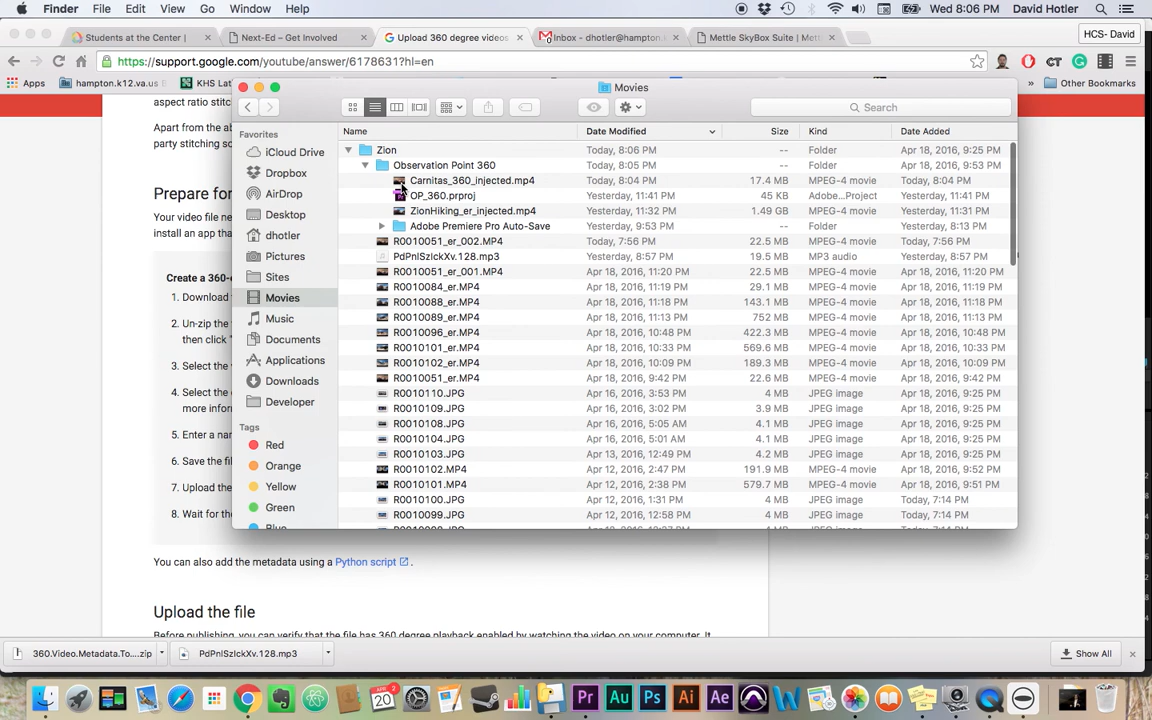 Finder File Edit View Go Window Help Wed 8:06 PM David Hotler
Students at the Center | Next-Ed – Get Involved Upload 360 degree videos Inbox - dhotler@hampton.k Mettle SkyBox Suite | Mett HCS- David
https://support.google.com/youtube/answer/6178631?hl=en
Apps hampton.k12.va.us KHS Lat » Other Bookmarks
aspect ratio stitc
Apart from the ab
party stitching so
Prepare for
Your video file ne
install an app tha
Create a 360-
1. Download
2. Un-zip the
then click "
3. Select the v
4. Select the c
more inforn
5. Enter a nar
6. Save the fil
7. Upload the
8. Wait for the
Movies
Search
Favorites
iCloud Drive
Dropbox
AirDrop
Desktop
dhotler
Pictures
Sites
Movies
Music
Documents
Applications
Downloads
Developer
Tags
Red
Orange
Yellow
Green
Blue
Name Date Modified Size Kind Date Added
Zion Today, 8:06 PM -- Folder Apr 18, 2016, 9:25 PM
Observation Point 360 Today, 8:05 PM -- Folder Apr 18, 2016, 9:53 PM
Carnitas_360_injected.mp4 Today, 8:04 PM 17.4 MB MPEG-4 movie Today, 8:04 PM
OP_360.prproj Yesterday, 11:41 PM 45 KB Adobe...Project Yesterday, 11:41 PM
ZionHiking_er_injected.mp4 Yesterday, 11:32 PM 1.49 GB MPEG-4 movie Yesterday, 11:31 PM
Adobe Premiere Pro Auto-Save Yesterday, 9:53 PM -- Folder Yesterday, 8:13 PM
R0010051_er_002.MP4 Today, 7:56 PM 22.5 MB MPEG-4 movie Today, 7:56 PM
PdPnlSzIckXv.128.mp3 Yesterday, 8:57 PM 19.5 MB MP3 audio Yesterday, 8:57 PM
R0010051_er_001.MP4 Apr 18, 2016, 11:20 PM 22.5 MB MPEG-4 movie Apr 18, 2016, 11:20 PM
R0010084_er.MP4 Apr 18, 2016, 11:19 PM 29.1 MB MPEG-4 movie Apr 18, 2016, 11:19 PM
R0010088_er.MP4 Apr 18, 2016, 11:18 PM 143.1 MB MPEG-4 movie Apr 18, 2016, 11:18 PM
R0010089_er.MP4 Apr 18, 2016, 11:13 PM 752 MB MPEG-4 movie Apr 18, 2016, 11:13 PM
R0010096_er.MP4 Apr 18, 2016, 10:48 PM 422.3 MB MPEG-4 movie Apr 18, 2016, 10:48 PM
R0010101_er.MP4 Apr 18, 2016, 10:33 PM 569.6 MB MPEG-4 movie Apr 18, 2016, 10:33 PM
R0010102_er.MP4 Apr 18, 2016, 10:09 PM 189.3 MB MPEG-4 movie Apr 18, 2016, 10:09 PM
R0010051_er.MP4 Apr 18, 2016, 9:42 PM 22.6 MB MPEG-4 movie Apr 18, 2016, 9:42 PM
R0010110.JPG Apr 16, 2016, 3:53 PM 4 MB JPEG image Apr 18, 2016, 9:25 PM
R0010109.JPG Apr 16, 2016, 3:02 PM 3.9 MB JPEG image Apr 18, 2016, 9:25 PM
R0010108.JPG Apr 16, 2016, 5:05 AM 4.1 MB JPEG image Apr 18, 2016, 9:25 PM
R0010104.JPG Apr 16, 2016, 5:01 AM 4.1 MB JPEG image Apr 18, 2016, 9:25 PM
R0010103.JPG Apr 13, 2016, 12:49 PM 4.2 MB JPEG image Apr 18, 2016, 9:25 PM
R0010102.MP4 Apr 12, 2016, 2:47 PM 191.9 MB MPEG-4 movie Apr 18, 2016, 9:52 PM
R0010101.MP4 Apr 12, 2016, 2:38 PM 579.7 MB MPEG-4 movie Apr 18, 2016, 9:51 PM
R0010100.JPG Apr 12, 2016, 1:31 PM 4 MB JPEG image Today, 7:14 PM
R0010099.JPG Apr 12, 2016, 12:58 PM 4 MB JPEG image Today, 7:14 PM
You can also add the metadata using a Python script .
Upload the file
Before publishing, you can verify that the file has 360 degree playback enabled by watching the video on your computer. It
360.Video.Metadata.To....zip PdPnlSzIckXv.128.mp3 Show All